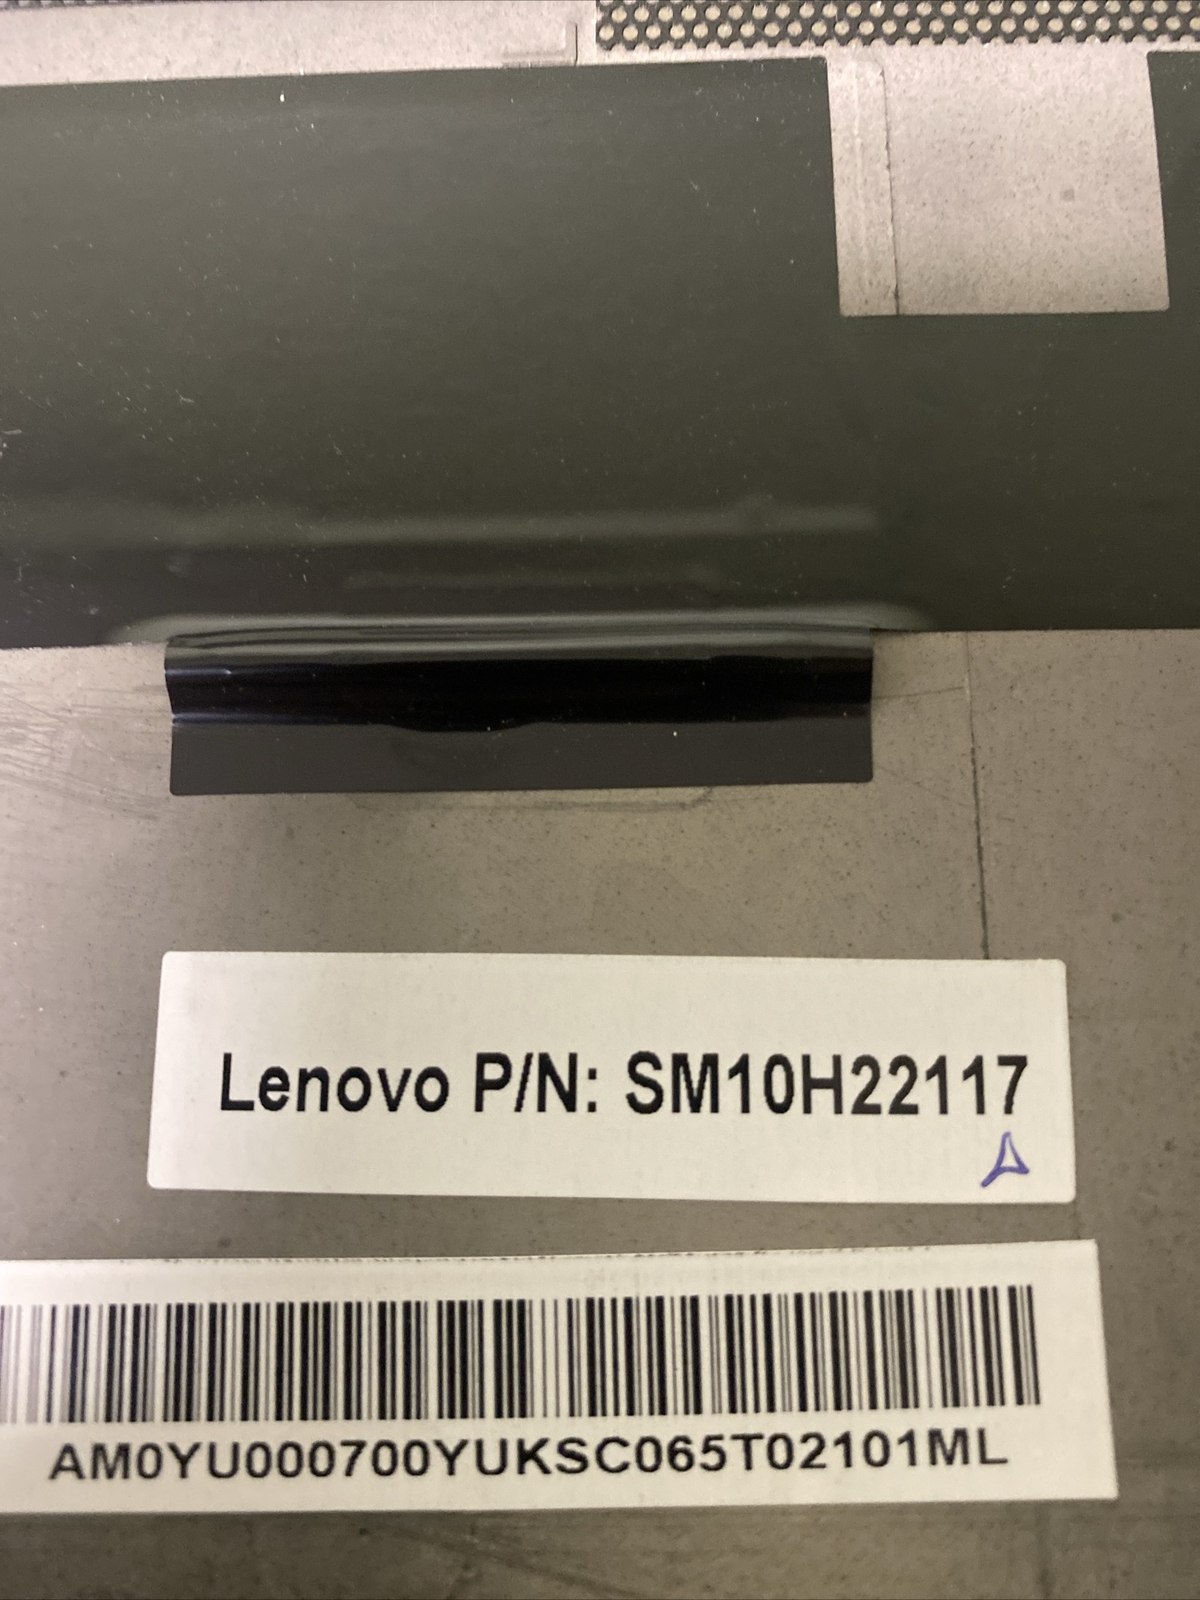 Lenovo P/N: SM10H22117
AM0YU000700YUKSC065T02101ML